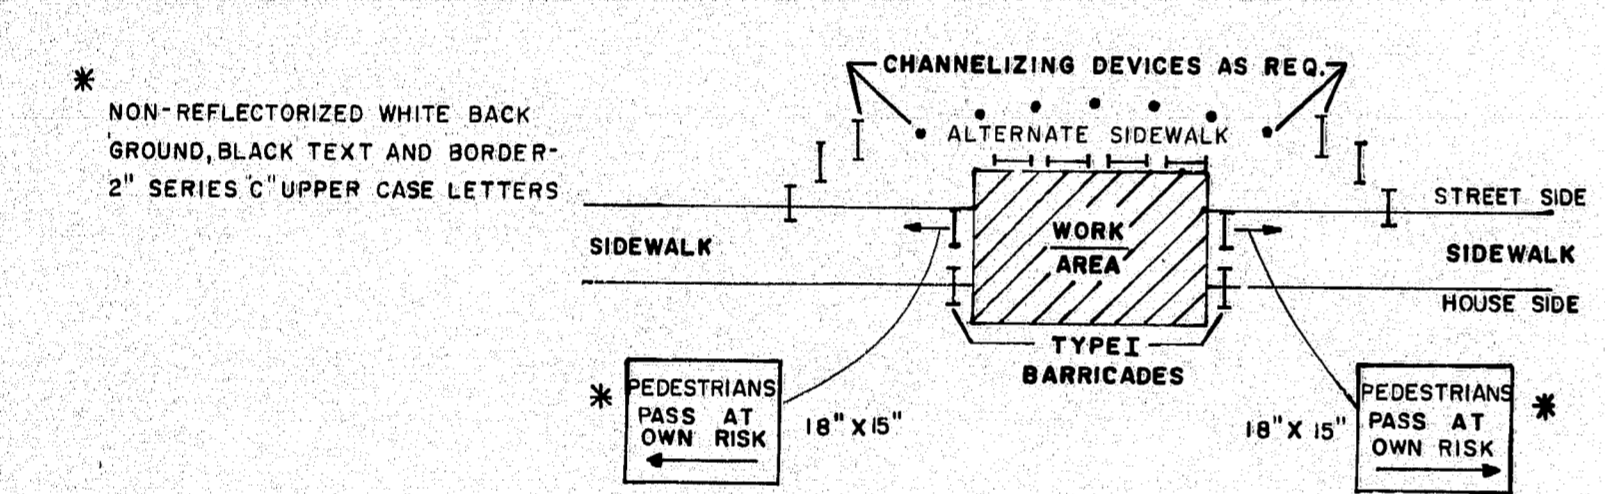 *
NON-REFLECTORIZED WHITE BACK
GROUND, BLACK TEXT AND BORDER-
2" SERIES "C" UPPER CASE LETTERS
CHANNELIZING DEVICES AS REQ.
ALTERNATE SIDEWALK
STREET SIDE
SIDEWALK
WORK
AREA
SIDEWALK
HOUSE SIDE
TYPE I
BARRICADES
*
PEDESTRIANS
PASS AT
OWN RISK
18" X 15"
18" X 15"
PEDESTRIANS
PASS AT
OWN RISK
*